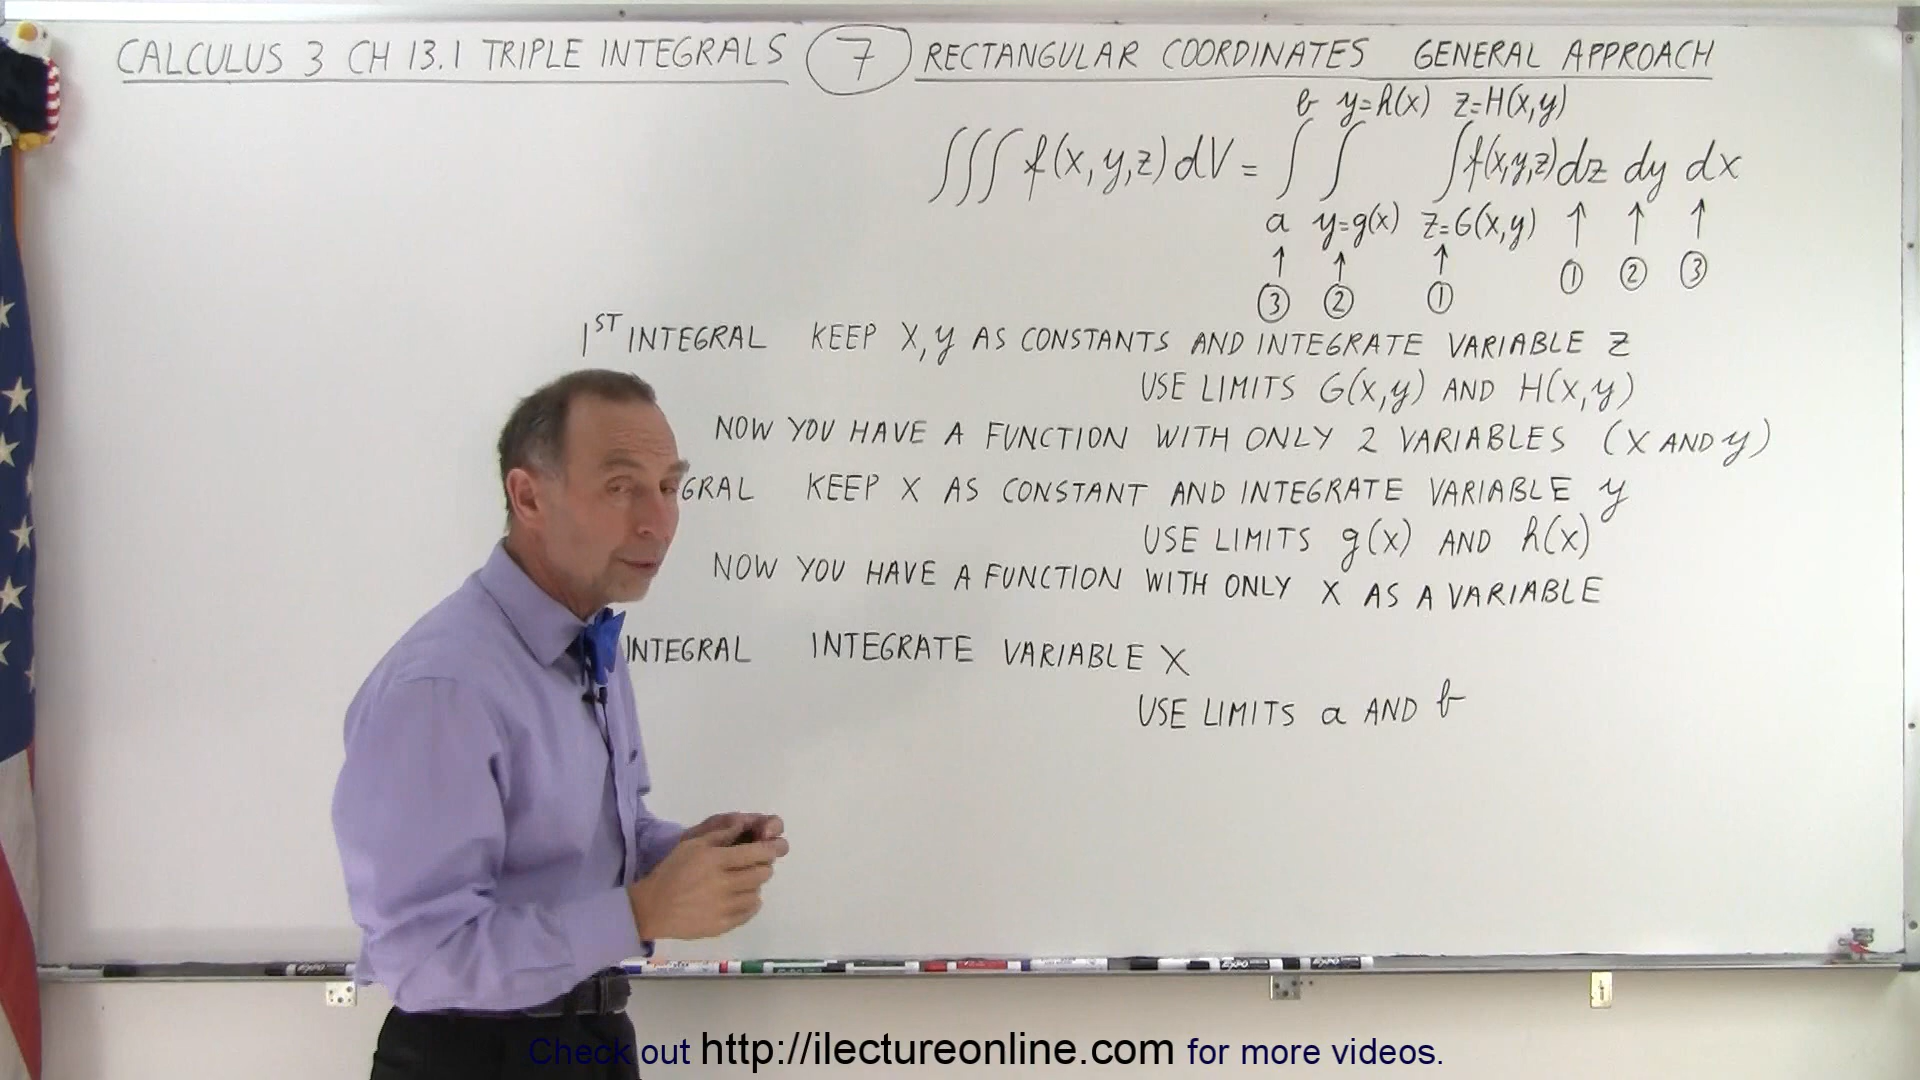 CALCULUS 3 CH 13.1 TRIPLE INTEGRALS 7 RECTANGULAR COORDINATES GENERAL APPROACH
b y=h(x) z=H(x,y)
∫∫∫ f(x,y,z) dV = ∫ ∫ ∫ f(x,y,z) dz dy dx
a y=g(x) z=G(x,y) ↑ ↑ ↑
↑ ↑ ↑ ① ② ③
③ ② ①
1ST INTEGRAL KEEP X,y AS CONSTANTS AND INTEGRATE VARIABLE Z
USE LIMITS G(X,y) AND H(X,y)
NOW YOU HAVE A FUNCTION WITH ONLY 2 VARIABLES (X AND y)
GRAL KEEP X AS CONSTANT AND INTEGRATE VARIABLE y
USE LIMITS g(x) AND h(x)
NOW YOU HAVE A FUNCTION WITH ONLY X AS A VARIABLE
INTEGRAL INTEGRATE VARIABLE X
USE LIMITS a AND b
EXPO EXPO EXPO
Check out http://ilectureonline.com for more videos.